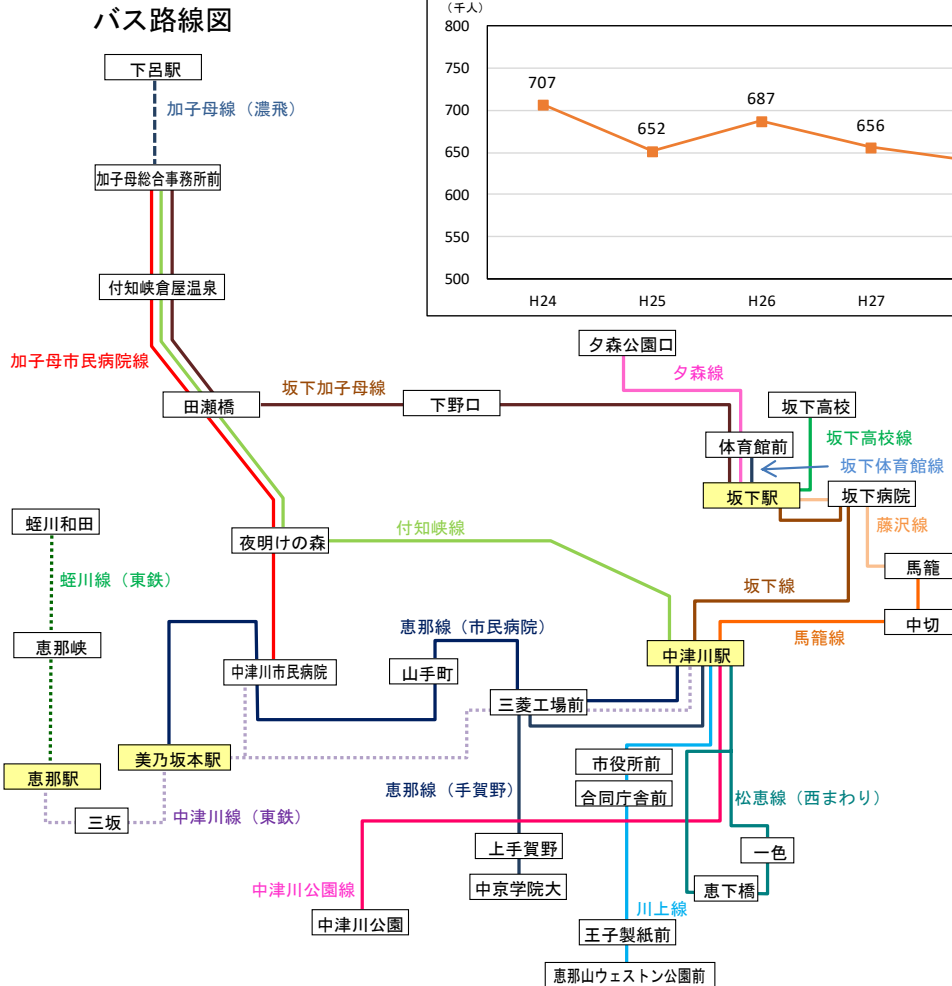 バス路線図
（千人）
800
750
700
650
600
550
500
707
652
687
656
H24
H25
H26
H27
下呂駅
加子母線（濃飛）
加子母総合事務所前
付知峡倉屋温泉
加子母市民病院線
田瀬橋
坂下加子母線
下野口
夕森公園口
夕森線
坂下高校
体育館前
坂下高校線
坂下体育館線
坂下駅
坂下病院
藤沢線
蛭川和田
夜明けの森
付知峡線
馬籠
蛭川線（東鉄）
坂下線
中切
恵那峡
恵那線（市民病院）
馬籠線
中津川駅
中津川市民病院
山手町
三菱工場前
美乃坂本駅
市役所前
恵那駅
恵那線（手賀野）
合同庁舎前
松恵線（西まわり）
三坂
中津川線（東鉄）
上手賀野
一色
中津川公園線
中京学院大
恵下橋
川上線
中津川公園
王子製紙前
恵那山ウェストン公園前